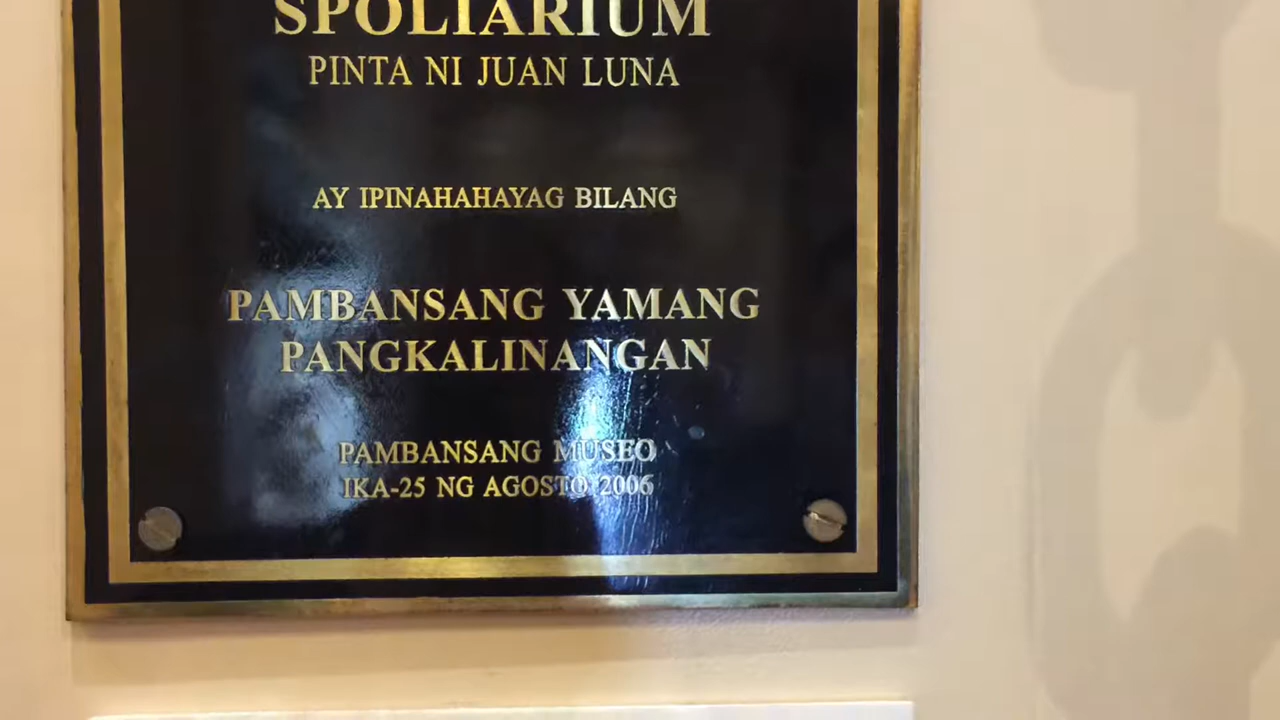 SPOLIARIUM
PINTA NI JUAN LUNA
AY IPINAHAHAYAG BILANG
PAMBANSANG YAMANG
PANGKALINANGAN
PAMBANSANG MUSEO
IKA-25 NG AGOSTO 2006